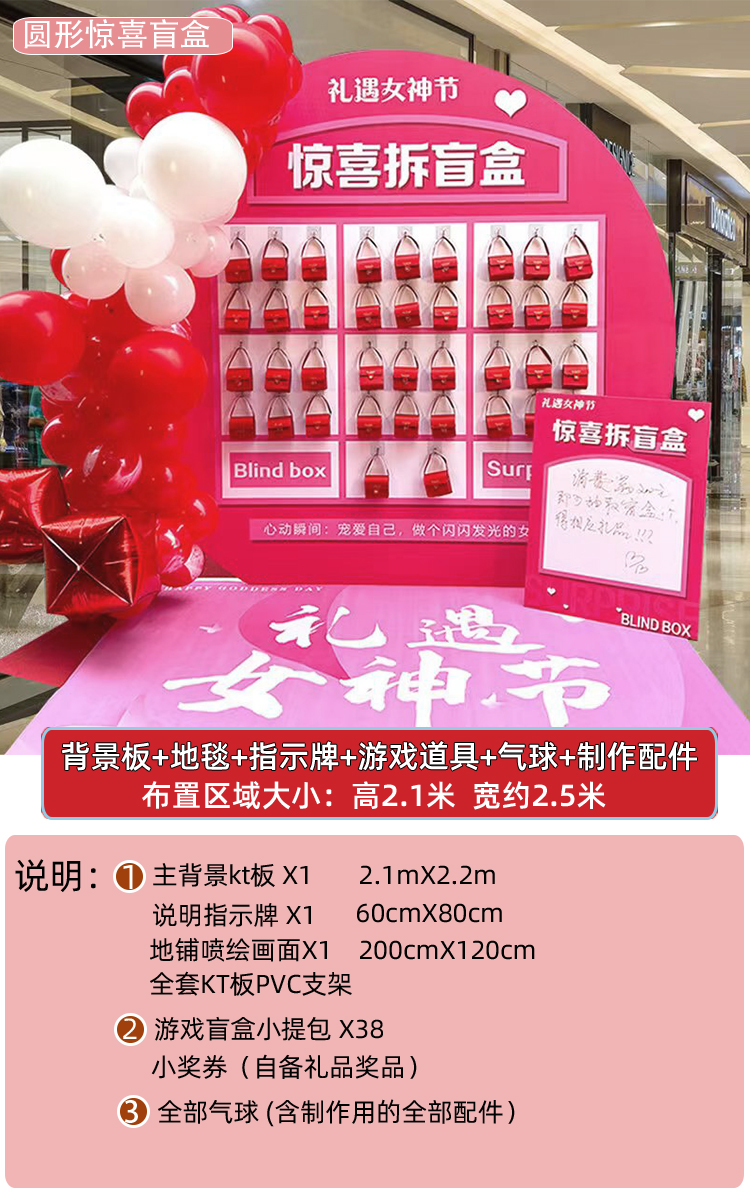 圆形惊喜盲盒
礼遇女神节
惊喜拆盲盒
Blind box
Surp
心动瞬间：宠爱自己，做个闪闪发光的女
礼遇女神节
惊喜拆盲盒
BLIND BOX
HAPPY GODDESS DAY
礼遇
女神节
背景板+地毯+指示牌+游戏道具+气球+制作配件
布置区域大小：高2.1米 宽约2.5米
说明：
1 主背景kt板 X1 2.1mX2.2m
说明指示牌 X1 60cmX80cm
地铺喷绘画面X1 200cmX120cm
全套KT板PVC支架
2 游戏盲盒小提包 X38
小奖券（自备礼品奖品）
3 全部气球 (含制作用的全部配件）